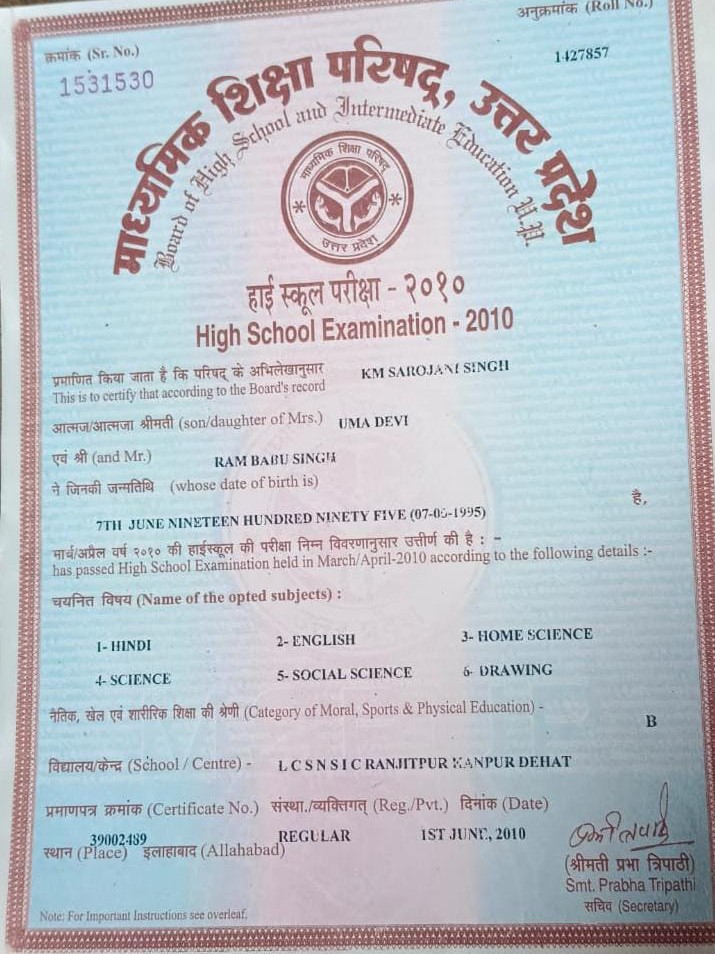 क्रमांक (Sr. No.)
1531530
अनुक्रमांक (Roll No.)
1427857
माध्यमिक शिक्षा परिषद्, उत्तर प्रदेश
Board of High School and Intermediate Education U.P.
माध्यमिक शिक्षा परिषद्
उत्तर प्रदेश
हाई स्कूल परीक्षा - २०१०
High School Examination - 2010
प्रमाणित किया जाता है कि परिषद् के अभिलेखानुसार KM SAROJANI SINGH
This is to certify that according to the Board's record
आत्मज/आत्मजा श्रीमती (son/daughter of Mrs.) UMA DEVI
एवं श्री (and Mr.) RAM BABU SINGH
ने जिनकी जन्मतिथि (whose date of birth is)
है,
7TH JUNE NINETEEN HUNDRED NINETY FIVE (07-06-1995)
मार्च/अप्रैल वर्ष २०१० की हाईस्कूल की परीक्षा निम्न विवरणानुसार उत्तीर्ण की है : -
has passed High School Examination held in March/April-2010 according to the following details :-
चयनित विषय (Name of the opted subjects) :
1- HINDI 2- ENGLISH 3- HOME SCIENCE
4- SCIENCE 5- SOCIAL SCIENCE 6- DRAWING
नैतिक, खेल एवं शारीरिक शिक्षा की श्रेणी (Category of Moral, Sports & Physical Education) -
B
विद्यालय/केन्द्र (School / Centre) - L C S N S I C RANJITPUR KANPUR DEHAT
प्रमाणपत्र क्रमांक (Certificate No.) संस्था./व्यक्तिगत् (Reg./Pvt.) दिनांक (Date)
39002489 REGULAR 1ST JUNE, 2010
स्थान (Place) इलाहाबाद (Allahabad)
(श्रीमती प्रभा त्रिपाठी)
Smt. Prabha Tripathi
सचिव (Secretary)
Note: For Important Instructions see overleaf.